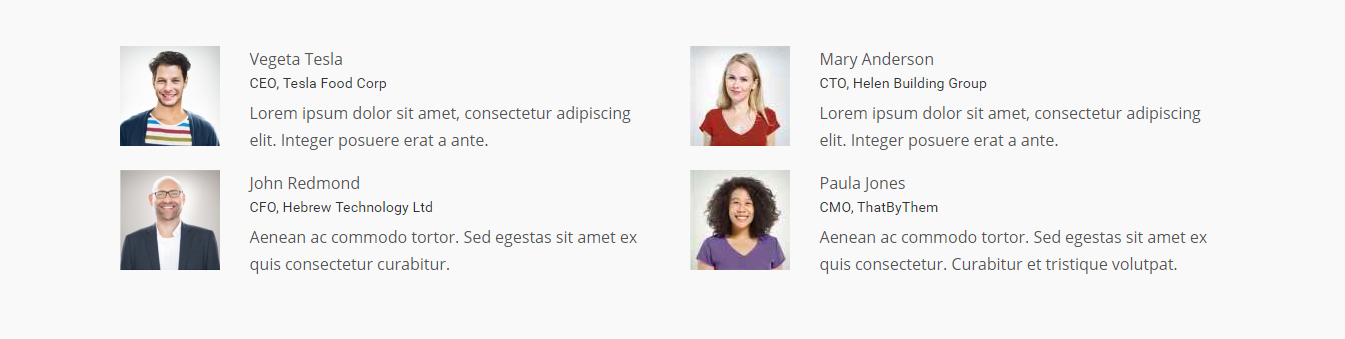 Vegeta Tesla
CEO, Tesla Food Corp
Lorem ipsum dolor sit amet, consectetur adipiscing
elit. Integer posuere erat a ante.
Mary Anderson
CTO, Helen Building Group
Lorem ipsum dolor sit amet, consectetur adipiscing
elit. Integer posuere erat a ante.
John Redmond
CFO, Hebrew Technology Ltd
Aenean ac commodo tortor. Sed egestas sit amet ex
quis consectetur curabitur.
Paula Jones
CMO, ThatByThem
Aenean ac commodo tortor. Sed egestas sit amet ex
quis consectetur. Curabitur et tristique volutpat.